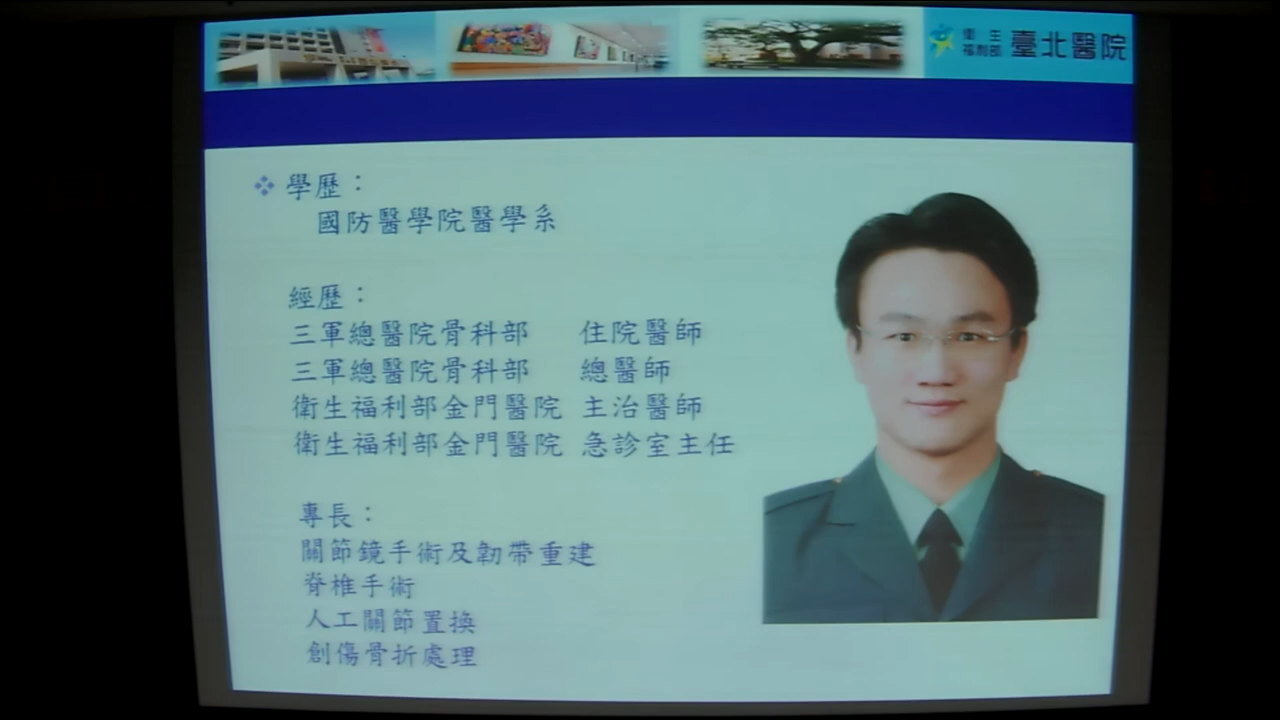 衛生
福利部 臺北醫院
學歷：
國防醫學院醫學系
經歷：
三軍總醫院骨科部 住院醫師
三軍總醫院骨科部 總醫師
衛生福利部金門醫院 主治醫師
衛生福利部金門醫院 急診室主任
專長：
關節鏡手術及韌帶重建
脊椎手術
人工關節置換
創傷骨折處理